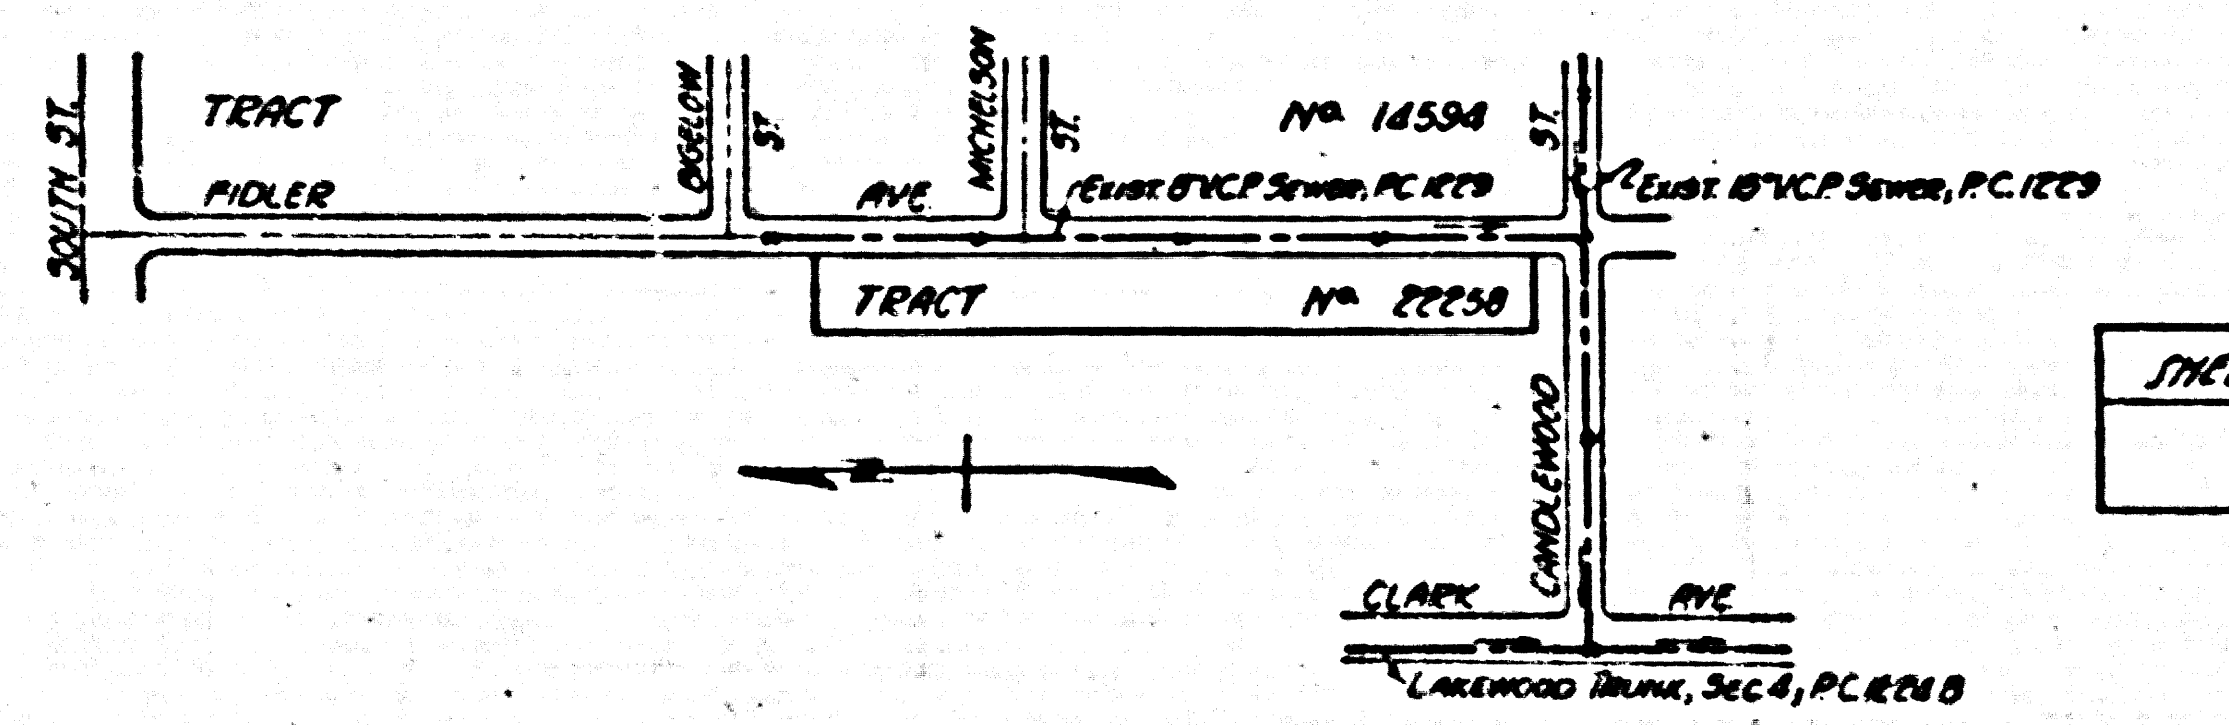 SOUTH ST.
TRACT
FIDLER
BIGELOW
ST.
AVE.
MICHELSON
ST.
Nº 14594
ST.
EXIST. 8" V.C.P. SEWER, P.C. 1229
EXIST. 15" V.C.P. SEWER, P.C. 1229
TRACT Nº 22258
CANDLEWOOD
CLARK AVE
LAKEWOOD TRUNK, SEC 4, P.C.